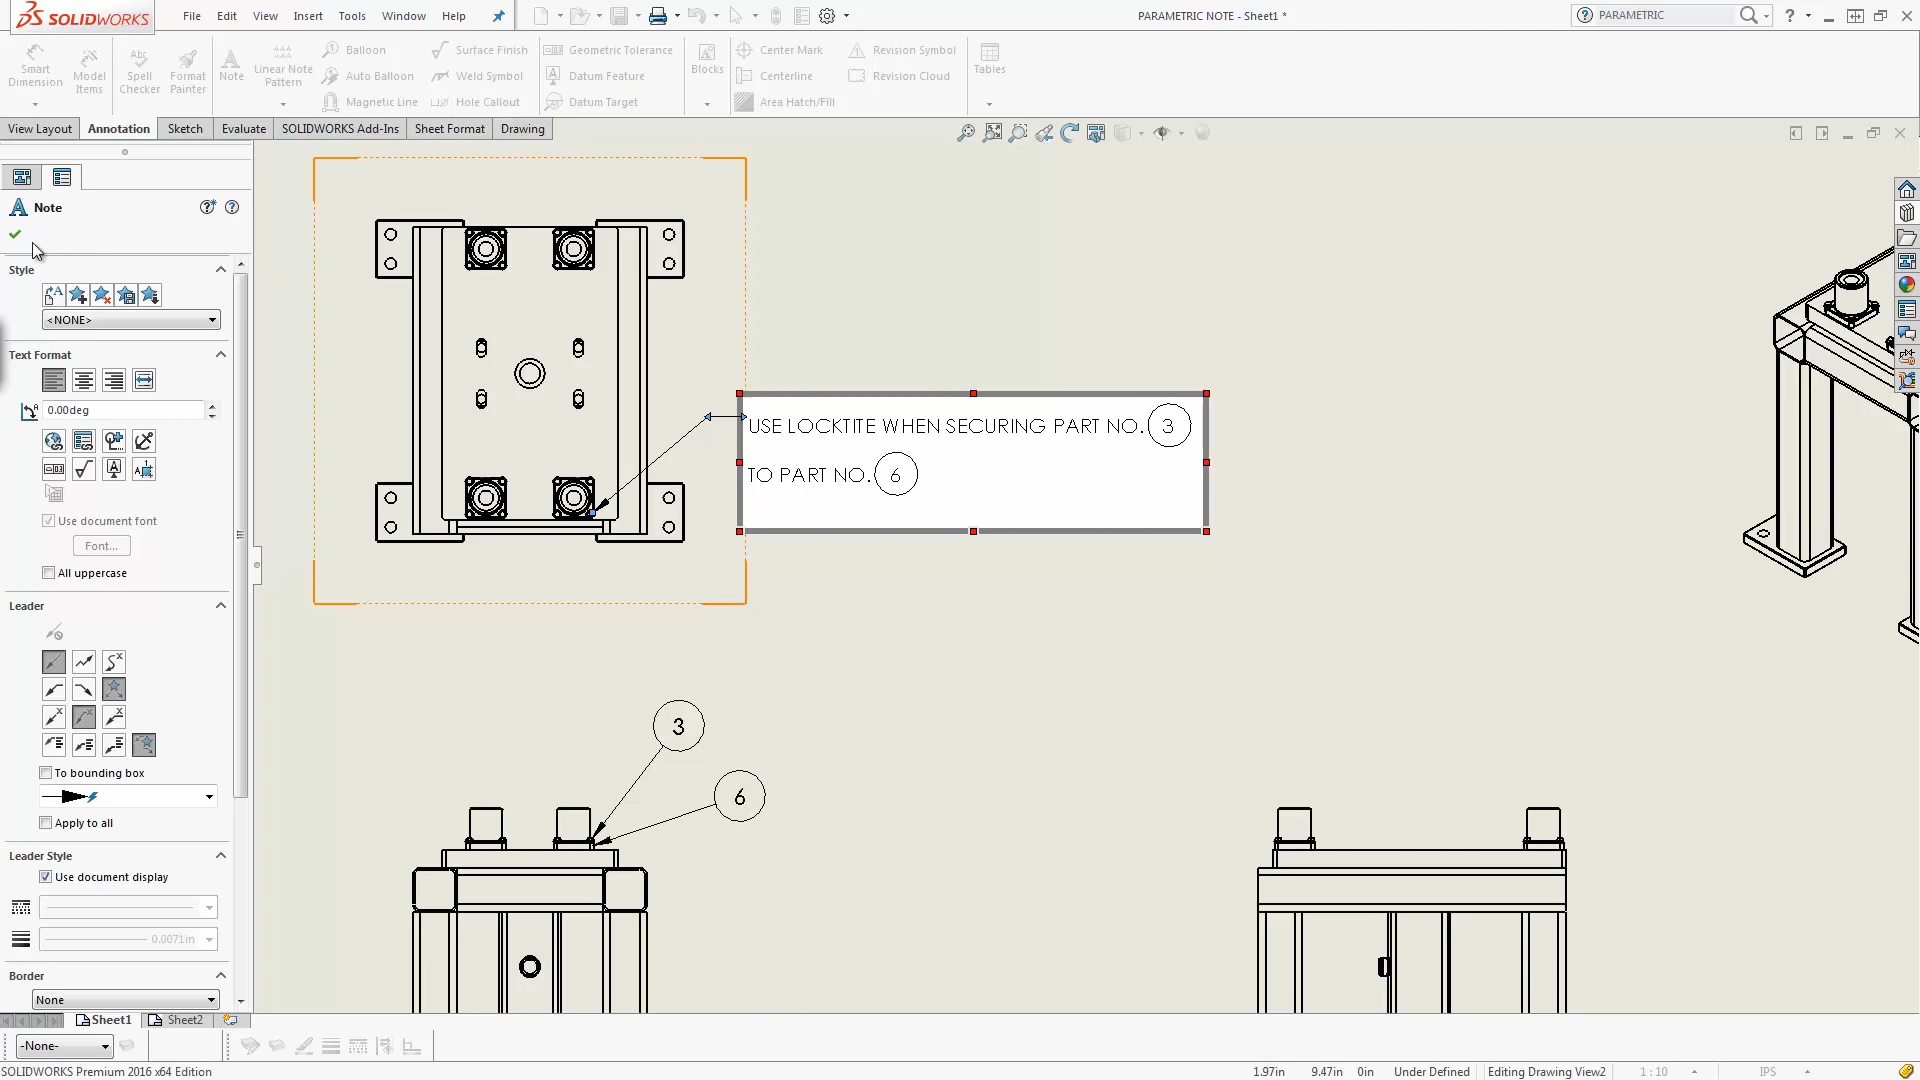 SOLIDWORKS
File Edit View Insert Tools Window Help
PARAMETRIC NOTE - Sheet1 *
PARAMETRIC
Smart Dimension
Model Items
Spell Checker
Format Painter
Note
Linear Note Pattern
Balloon
Auto Balloon
Magnetic Line
Surface Finish
Weld Symbol
Hole Callout
Geometric Tolerance
Datum Feature
Datum Target
Blocks
Center Mark
Centerline
Area Hatch/Fill
Revision Symbol
Revision Cloud
Tables
View Layout Annotation Sketch Evaluate SOLIDWORKS Add-Ins Sheet Format Drawing
Note
Style
<NONE>
Text Format
0.00deg
Use document font
Font...
All uppercase
Leader
To bounding box
Apply to all
Leader Style
Use document display
0.0071in
Border
None
USE LOCKTITE WHEN SECURING PART NO. 3
TO PART NO. 6
3
6
Sheet1 Sheet2
-None-
SOLIDWORKS Premium 2016 x64 Edition
1.97in 9.47in 0in Under Defined Editing Drawing View2 1 : 10 IPS